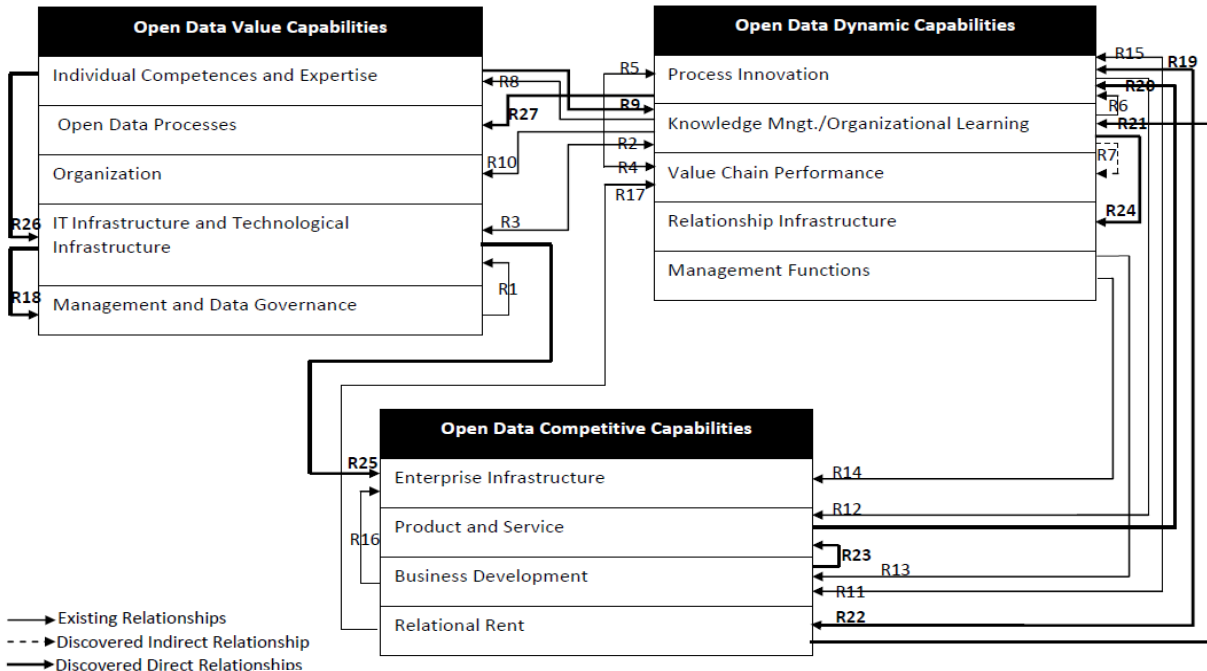 Open Data Value Capabilities
Individual Competences and Expertise
Open Data Processes
Organization
IT Infrastructure and Technological
Infrastructure
Management and Data Governance
R26
R18
R1
R8
R9
R27
R10
R2
R3
R5
R4
R17
Open Data Dynamic Capabilities
Process Innovation
Knowledge Mngt./Organizational Learning
Value Chain Performance
Relationship Infrastructure
Management Functions
R15
R19
R20
R6
R21
R7
R24
Open Data Competitive Capabilities
Enterprise Infrastructure
Product and Service
Business Development
Relational Rent
R25
R16
R14
R12
R23
R13
R11
R22
Existing Relationships
Discovered Indirect Relationship
Discovered Direct Relationships